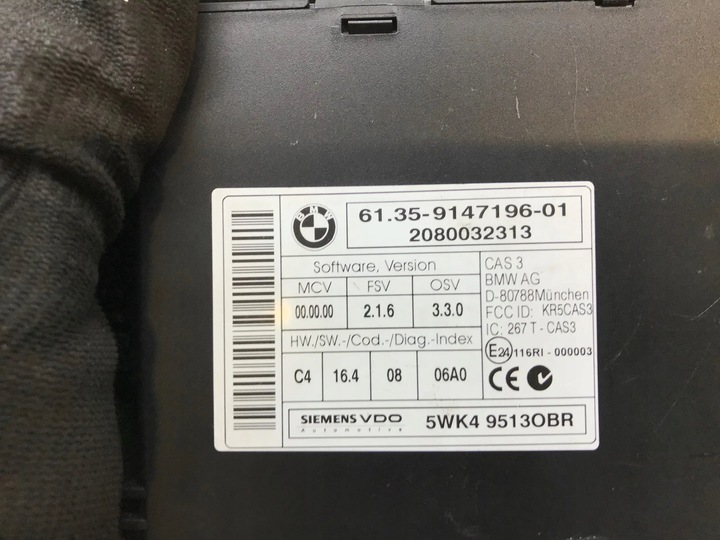 BMW
61.35-9147196-01
2080032313
Software, Version
MCV FSV OSV
00.00.00 2.1.6 3.3.0
HW./SW.-/Cod.-/Diag.-Index
C4 16.4 08 06A0
CAS 3
BMW AG
D-80788München
FCC ID: KR5CAS3
IC: 267 T - CAS3
E24 116RI - 000003
CE
SIEMENS VDO
Automotive
5WK4 9513OBR